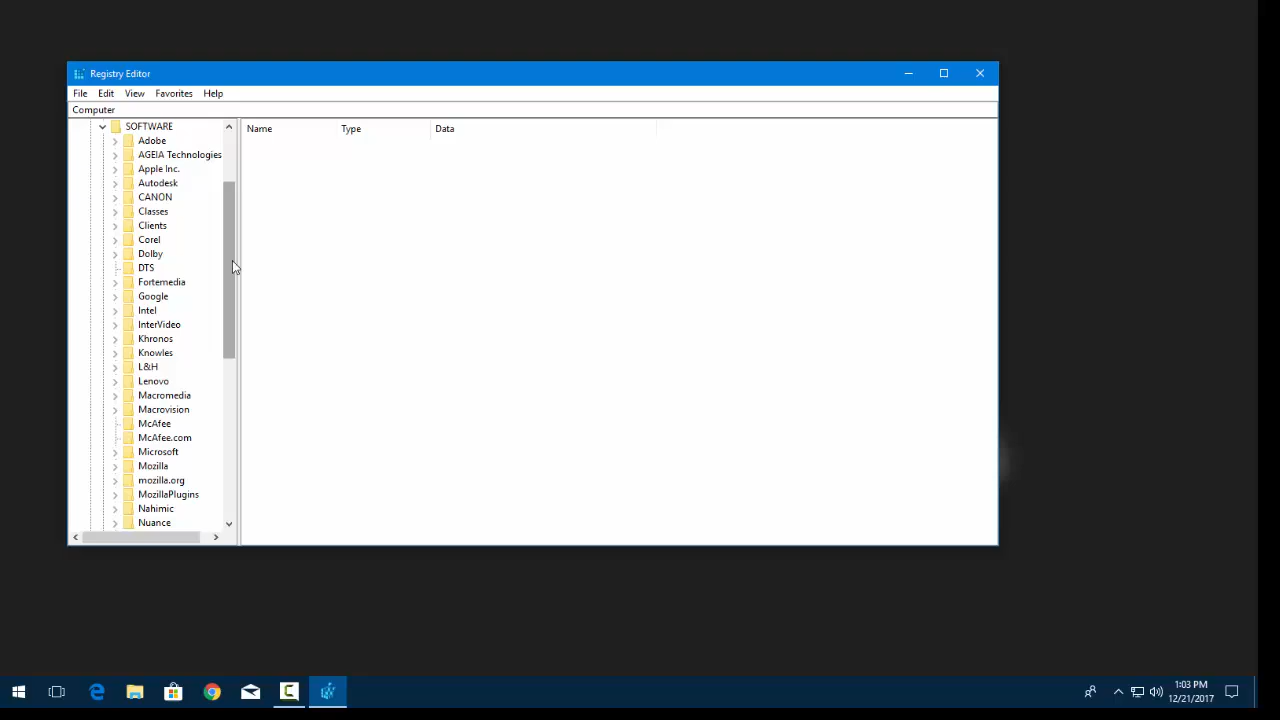 Registry Editor
File Edit View Favorites Help
Computer
Name Type Data
SOFTWARE
Adobe
AGEIA Technologies
Apple Inc.
Autodesk
CANON
Classes
Clients
Corel
Dolby
DTS
Fortemedia
Google
Intel
InterVideo
Khronos
Knowles
L&H
Lenovo
Macromedia
Macrovision
McAfee
McAfee.com
Microsoft
Mozilla
mozilla.org
MozillaPlugins
Nahimic
Nuance
1:03 PM
12/21/2017